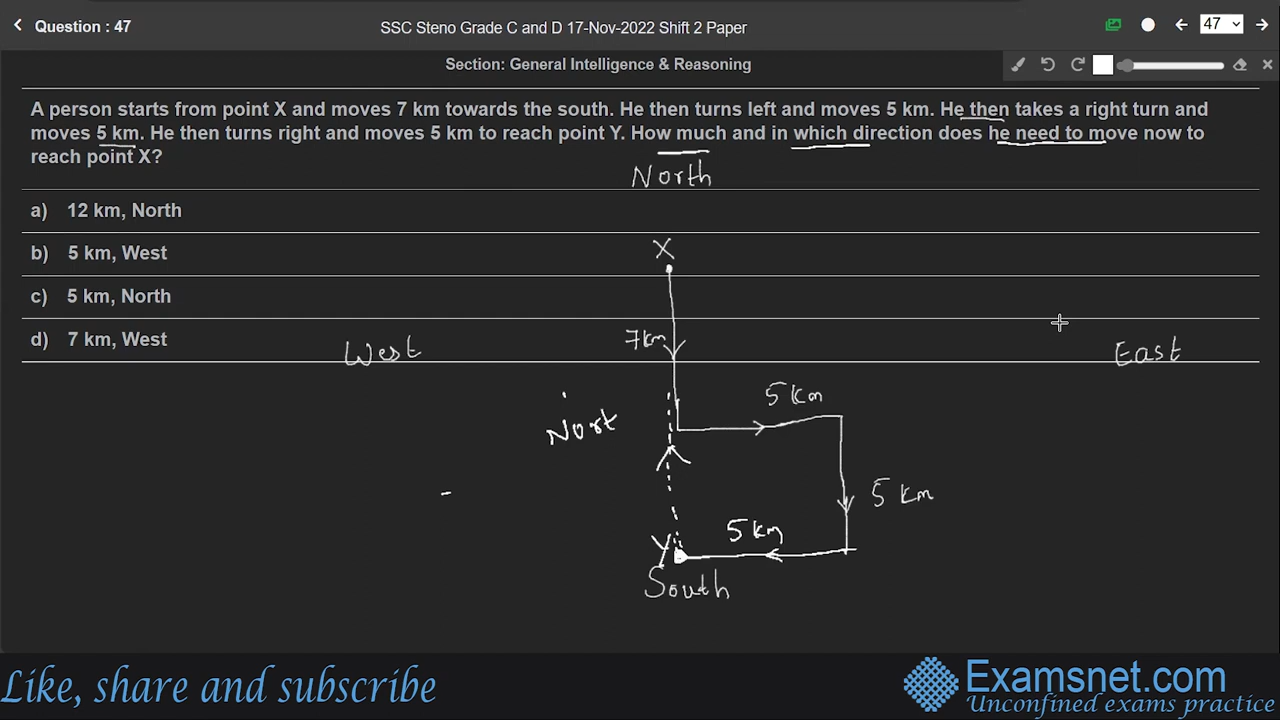 Question : 47
SSC Steno Grade C and D 17-Nov-2022 Shift 2 Paper
47
Section: General Intelligence & Reasoning
A person starts from point X and moves 7 km towards the south. He then turns left and moves 5 km. He then takes a right turn and
moves 5 km. He then turns right and moves 5 km to reach point Y. How much and in which direction does he need to move now to
reach point X?
North
a) 12 km, North
b) 5 km, West
X
c) 5 km, North
d) 7 km, West
7km
West
East
5 Km
Nort
5 Km
5 Km
Y
South
Like, share and subscribe
Examsnet.com
Unconfined exams practice